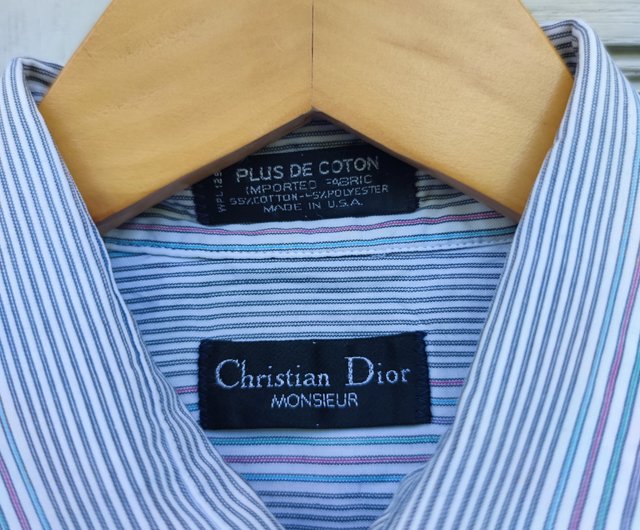 PLUS DE COTON
IMPORTED FABRIC
55%COTTON-45%POLYESTER
MADE IN U.S.A.
Christian Dior
MONSIEUR